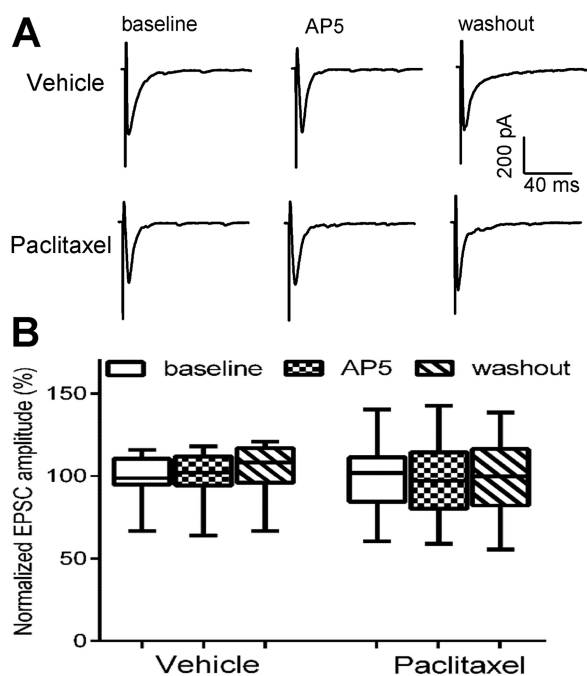 A
baseline AP5 washout
Vehicle
200 pA
40 ms
Paclitaxel
B
baseline AP5 washout
Normalized EPSC amplitude (%)
150
100
50
0
Vehicle Paclitaxel